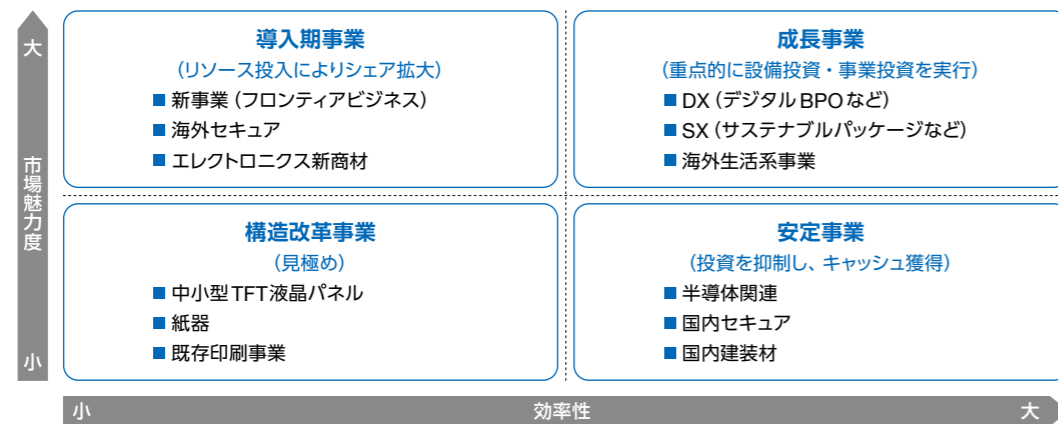 大
市場魅力度
小
導入期事業
（リソース投入によりシェア拡大）
■ 新事業（フロンティアビジネス）
■ 海外セキュア
■ エレクトロニクス新商材
成長事業
（重点的に設備投資・事業投資を実行）
■ DX（デジタルBPOなど）
■ SX（サステナブルパッケージなど）
■ 海外生活系事業
構造改革事業
（見極め）
■ 中小型TFT液晶パネル
■ 紙器
■ 既存印刷事業
安定事業
（投資を抑制し、キャッシュ獲得）
■ 半導体関連
■ 国内セキュア
■ 国内建装材
小
効率性
大